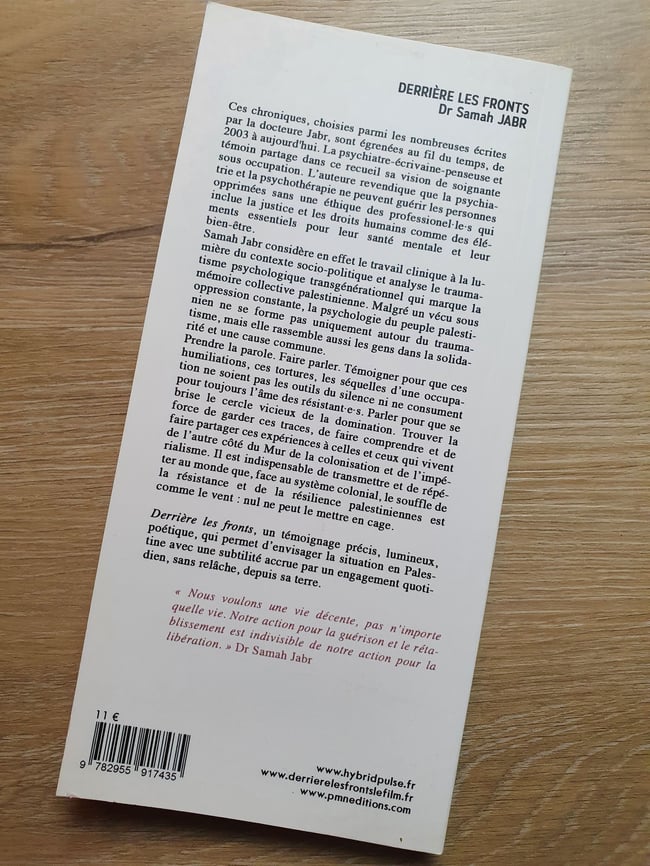 DERRIÈRE LES FRONTS
Dr Samah JABR
Ces chroniques, choisies parmi les nombreuses écrites
par la docteure Jabr, sont égrenées au fil du temps, de
2003 à aujourd'hui. La psychiatre-écrivaine-penseuse et
témoin partage dans ce recueil sa vision de soignante
sous occupation. L'auteure revendique que la psychia-
trie et la psychothérapie ne peuvent guérir les personnes
opprimées sans une éthique des professionel·le·s qui
inclue la justice et les droits humains comme des élé-
ments essentiels pour leur santé mentale et leur
bien-être.
Samah Jabr considère en effet le travail clinique à la lu-
mière du contexte socio-politique et analyse le trauma-
tisme psychologique transgénérationnel qui marque la
mémoire collective palestinienne. Malgré un vécu sous
oppression constante, la psychologie du peuple palesti-
nien ne se forme pas uniquement autour du trauma-
tisme, mais elle rassemble aussi les gens dans la solida-
rité et une cause commune.
Prendre la parole. Faire parler. Témoigner pour que ces
humiliations, ces tortures, les séquelles d'une occupa-
tion ne soient pas les outils du silence ni ne consument
pour toujours l'âme des résistant·e·s. Parler pour que se
brise le cercle vicieux de la domination. Trouver la
force de garder ces traces, de faire comprendre et de
faire partager ces expériences à celles et ceux qui vivent
de l'autre côté du Mur de la colonisation et de l'impé-
rialisme. Il est indispensable de transmettre et de répé-
ter au monde que, face au système colonial, le souffle de
la résistance et de la résilience palestiniennes est
comme le vent : nul ne peut le mettre en cage.
Derrière les fronts, un témoignage précis, lumineux,
poétique, qui permet d'envisager la situation en Pales-
tine avec une subtilité accrue par un engagement quoti-
dien, sans relâche, depuis sa terre.
« Nous voulons une vie décente, pas n'importe
quelle vie. Notre action pour la guérison et le réta-
blissement est indivisible de notre action pour la
libération. » Dr Samah Jabr
11 €
9 782955 917435
www.hybridpulse.com
www.derrierelesfrontslefilm.fr
www.pmneditions.com